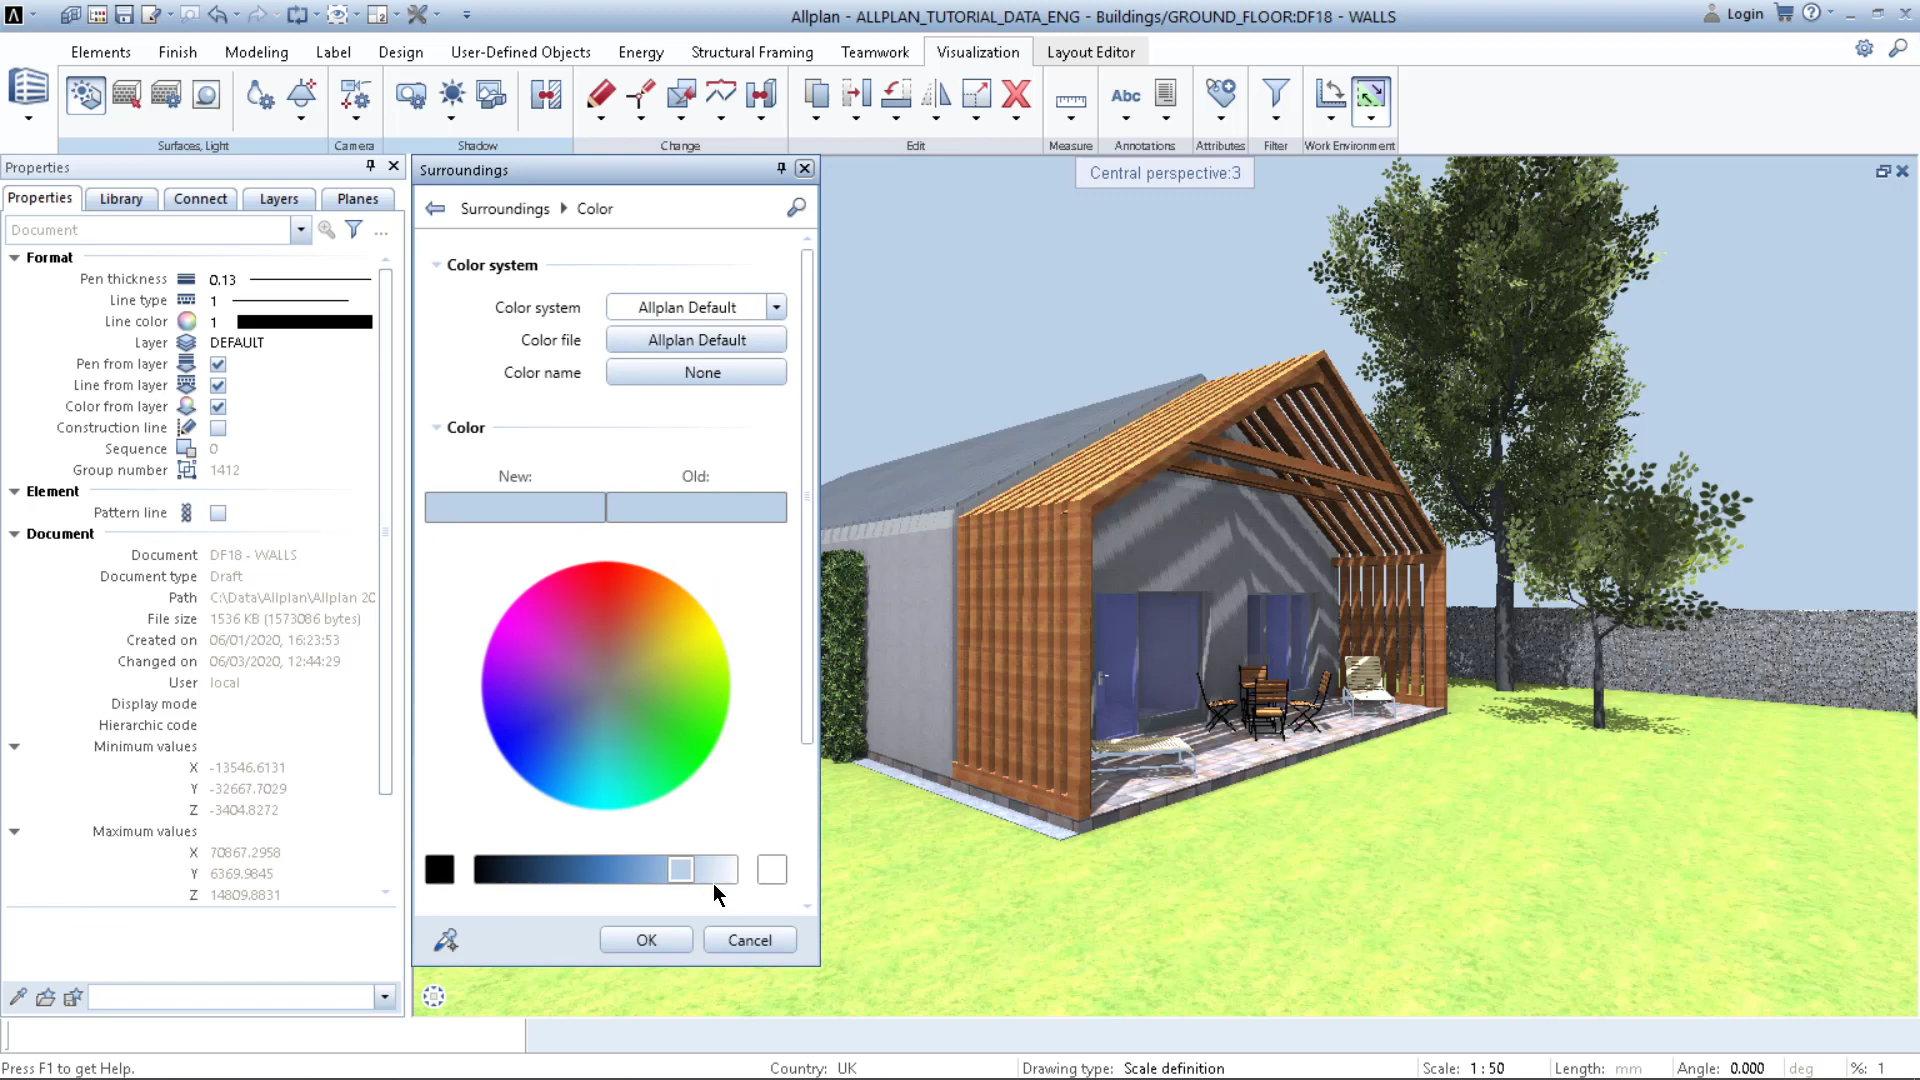 Allplan - ALLPLAN_TUTORIAL_DATA_ENG - Buildings/GROUND_FLOOR:DF18 - WALLS
Login
Elements
Finish
Modeling
Label
Design
User-Defined Objects
Energy
Structural Framing
Teamwork
Visualization
Layout Editor
Abc
Surfaces, Light
Camera
Shadow
Change
Edit
Measure
Annotations
Attributes
Filter
Work Environment
Properties
Properties
Library
Connect
Layers
Planes
Document
...
Format
Pen thickness 0.13
Line type 1
Line color 1
Layer DEFAULT
Pen from layer
Line from layer
Color from layer
Construction line
Sequence 0
Group number 1412
Element
Pattern line
Document
Document DF18 - WALLS
Document type Draft
Path C:\Data\Allplan\Allplan 20
File size 1536 KB (1573086 bytes)
Created on 06/01/2020, 16:23:53
Changed on 06/03/2020, 12:44:29
User local
Display mode
Hierarchic code
Minimum values
X -13546.6131
Y -32667.7029
Z -3404.8272
Maximum values
X 70867.2958
Y 6369.9845
Z 14809.8831
Surroundings
Surroundings Color
Color system
Color system Allplan Default
Color file Allplan Default
Color name None
Color
New: Old:
OK Cancel
Central perspective:3
Press F1 to get Help.
Country: UK
Drawing type: Scale definition
Scale: 1 : 50
Length: mm
Angle: 0.000 deg
%: 1